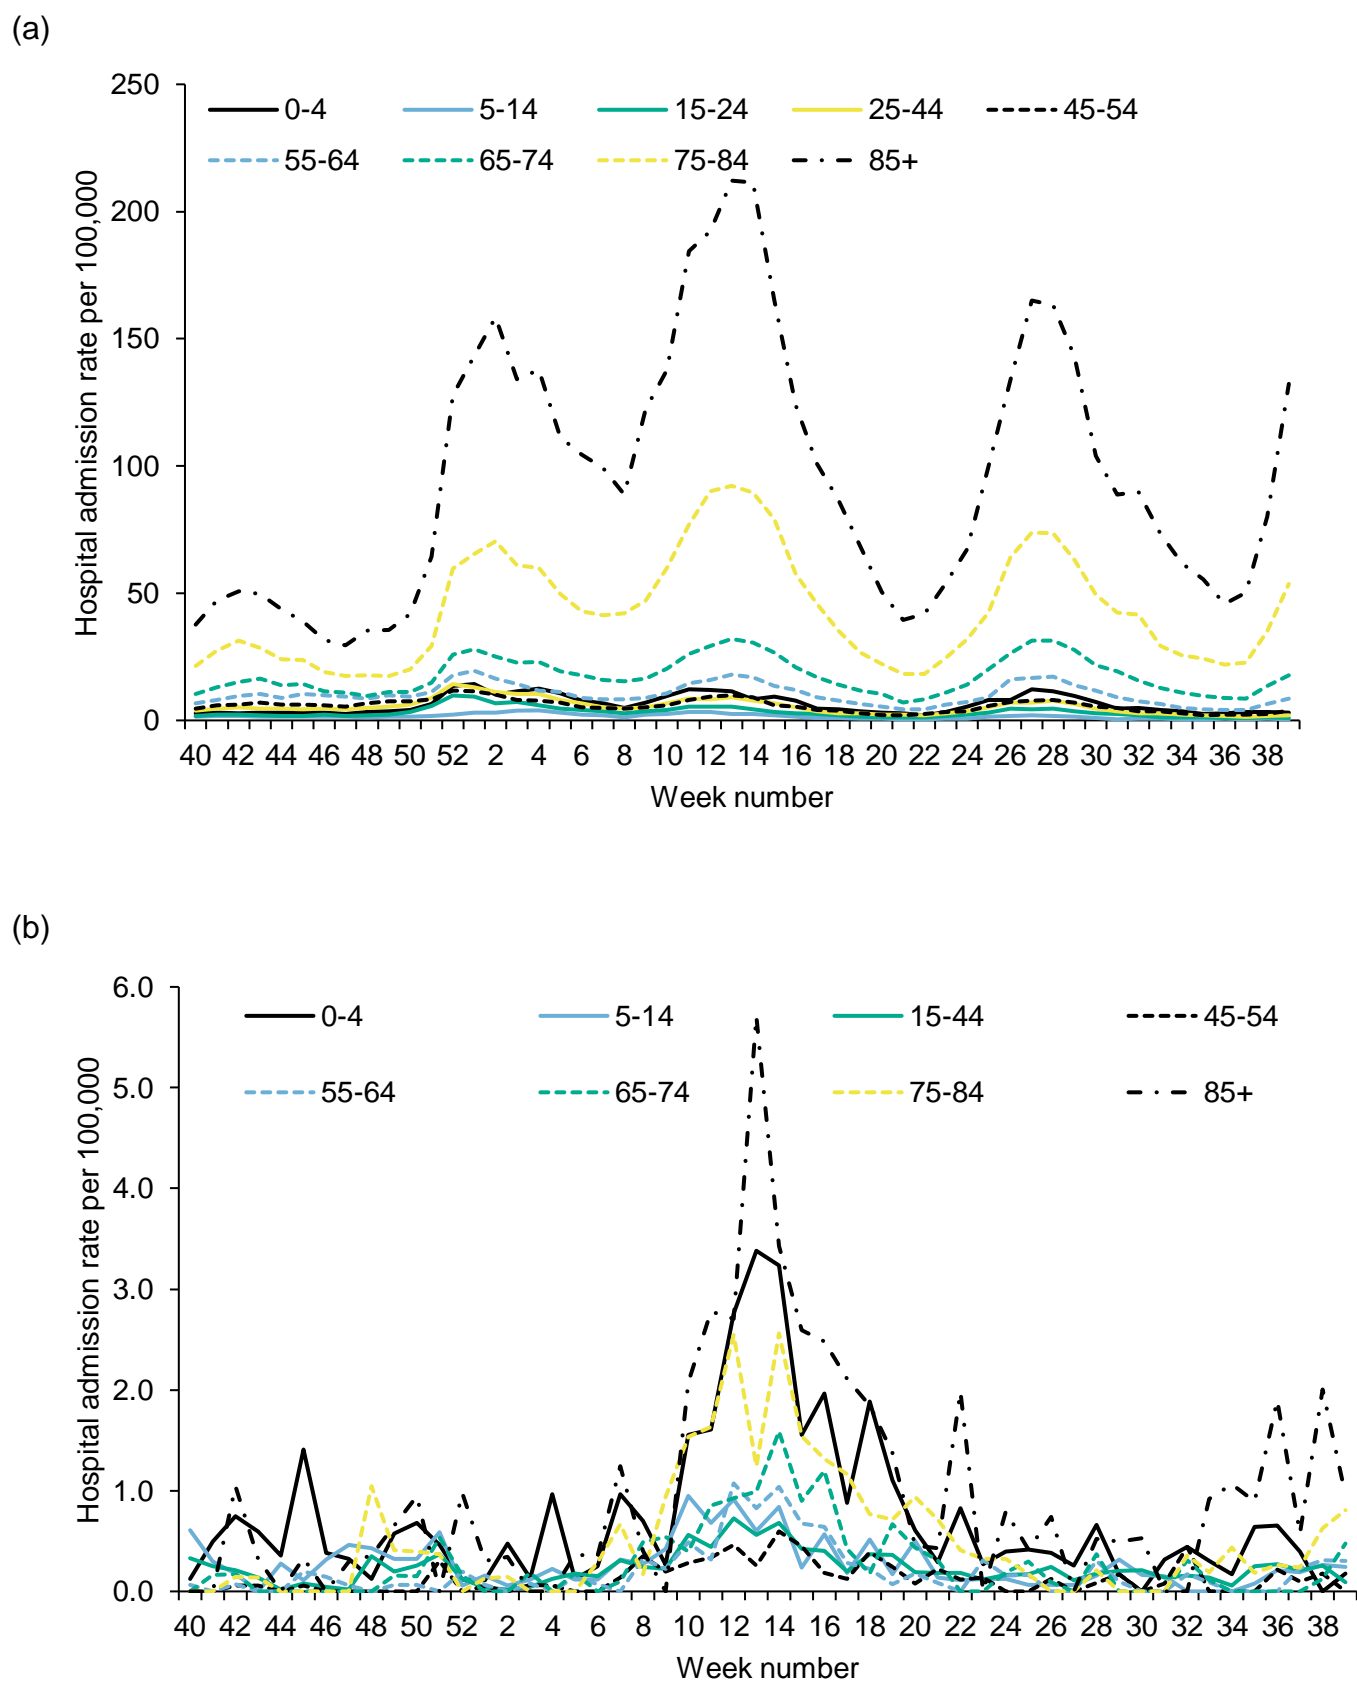 (a)
250
200
150
100
50
0
Hospital admission rate per 100,000
0-4 5-14 15-24 25-44 45-54
55-64 65-74 75-84 85+
40 42 44 46 48 50 52 2 4 6 8 10 12 14 16 18 20 22 24 26 28 30 32 34 36 38
Week number
(b)
6.0
5.0
4.0
3.0
2.0
1.0
0.0
Hospital admission rate per 100,000
0-4 5-14 15-44 45-54
55-64 65-74 75-84 85+
40 42 44 46 48 50 52 2 4 6 8 10 12 14 16 18 20 22 24 26 28 30 32 34 36 38
Week number